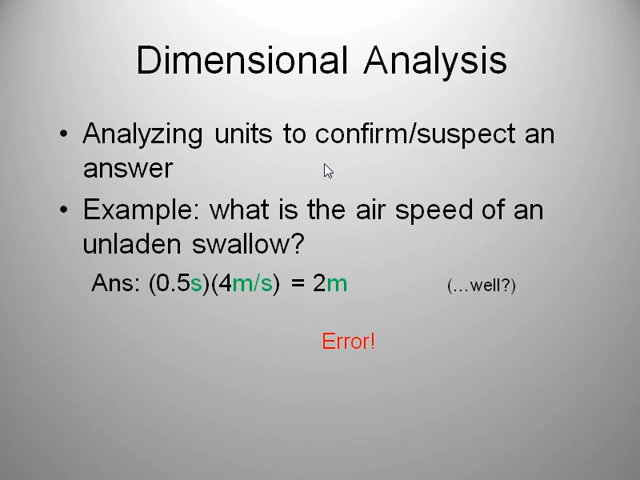 Dimensional Analysis
• Analyzing units to confirm/suspect an
answer
• Example: what is the air speed of an
unladen swallow?
Ans: (0.5s)(4m/s) = 2m (…well?)
Error!